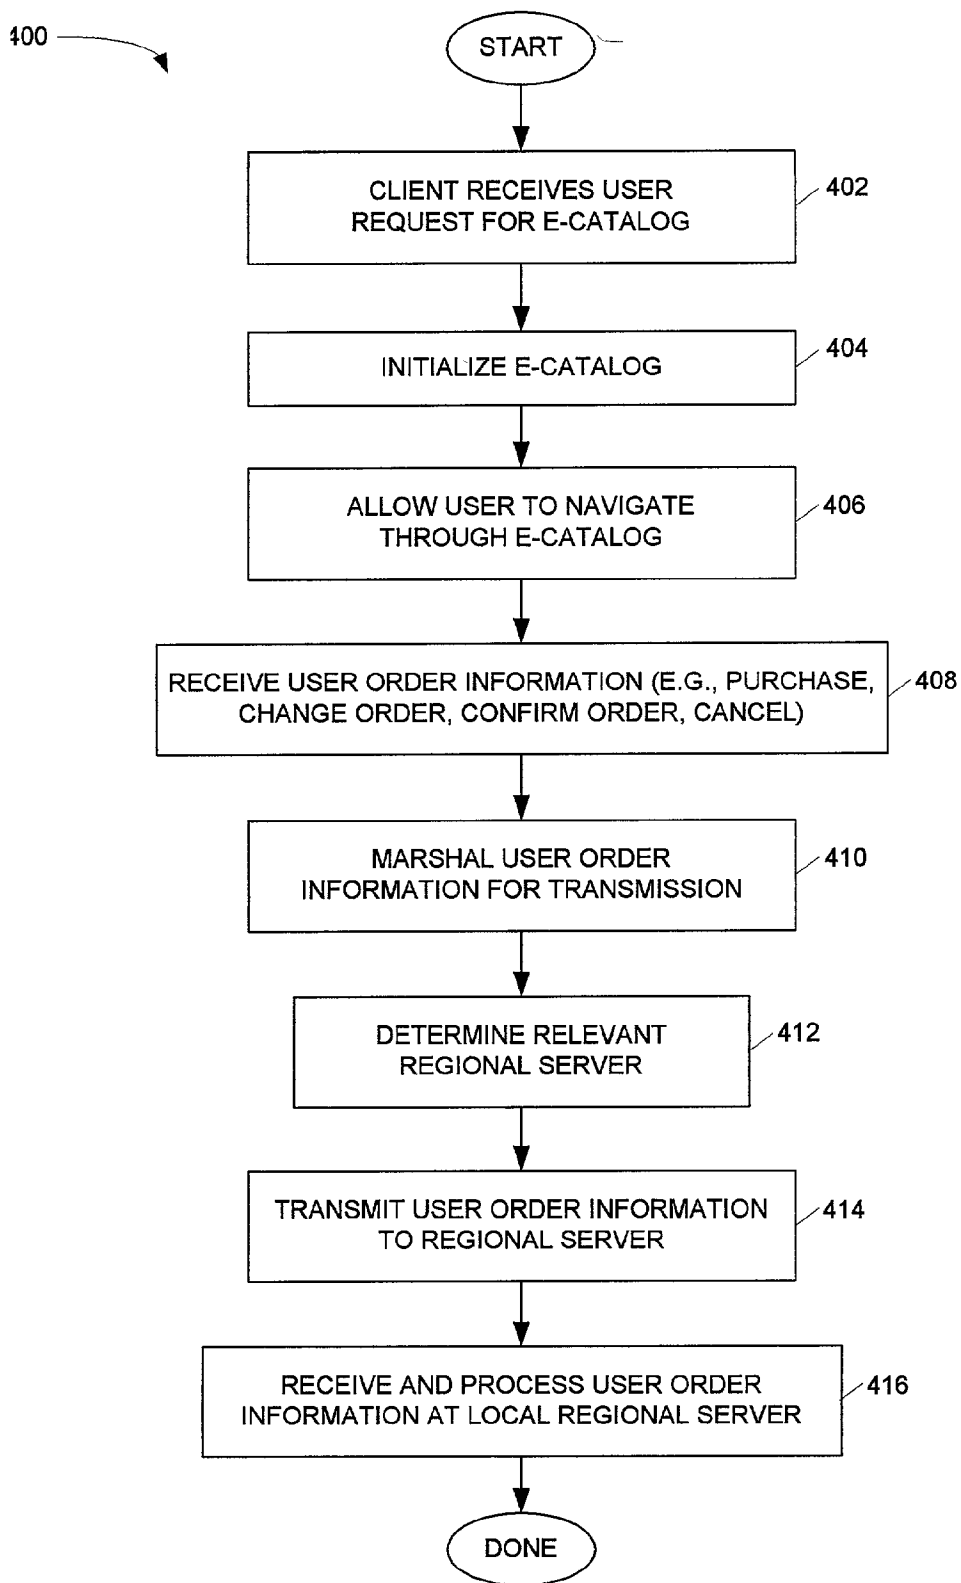 400
START
CLIENT RECEIVES USER
REQUEST FOR E-CATALOG
402
INITIALIZE E-CATALOG
404
ALLOW USER TO NAVIGATE
THROUGH E-CATALOG
406
RECEIVE USER ORDER INFORMATION (E.G., PURCHASE,
CHANGE ORDER, CONFIRM ORDER, CANCEL)
408
MARSHAL USER ORDER
INFORMATION FOR TRANSMISSION
410
DETERMINE RELEVANT
REGIONAL SERVER
412
TRANSMIT USER ORDER INFORMATION
TO REGIONAL SERVER
414
RECEIVE AND PROCESS USER ORDER
INFORMATION AT LOCAL REGIONAL SERVER
416
DONE